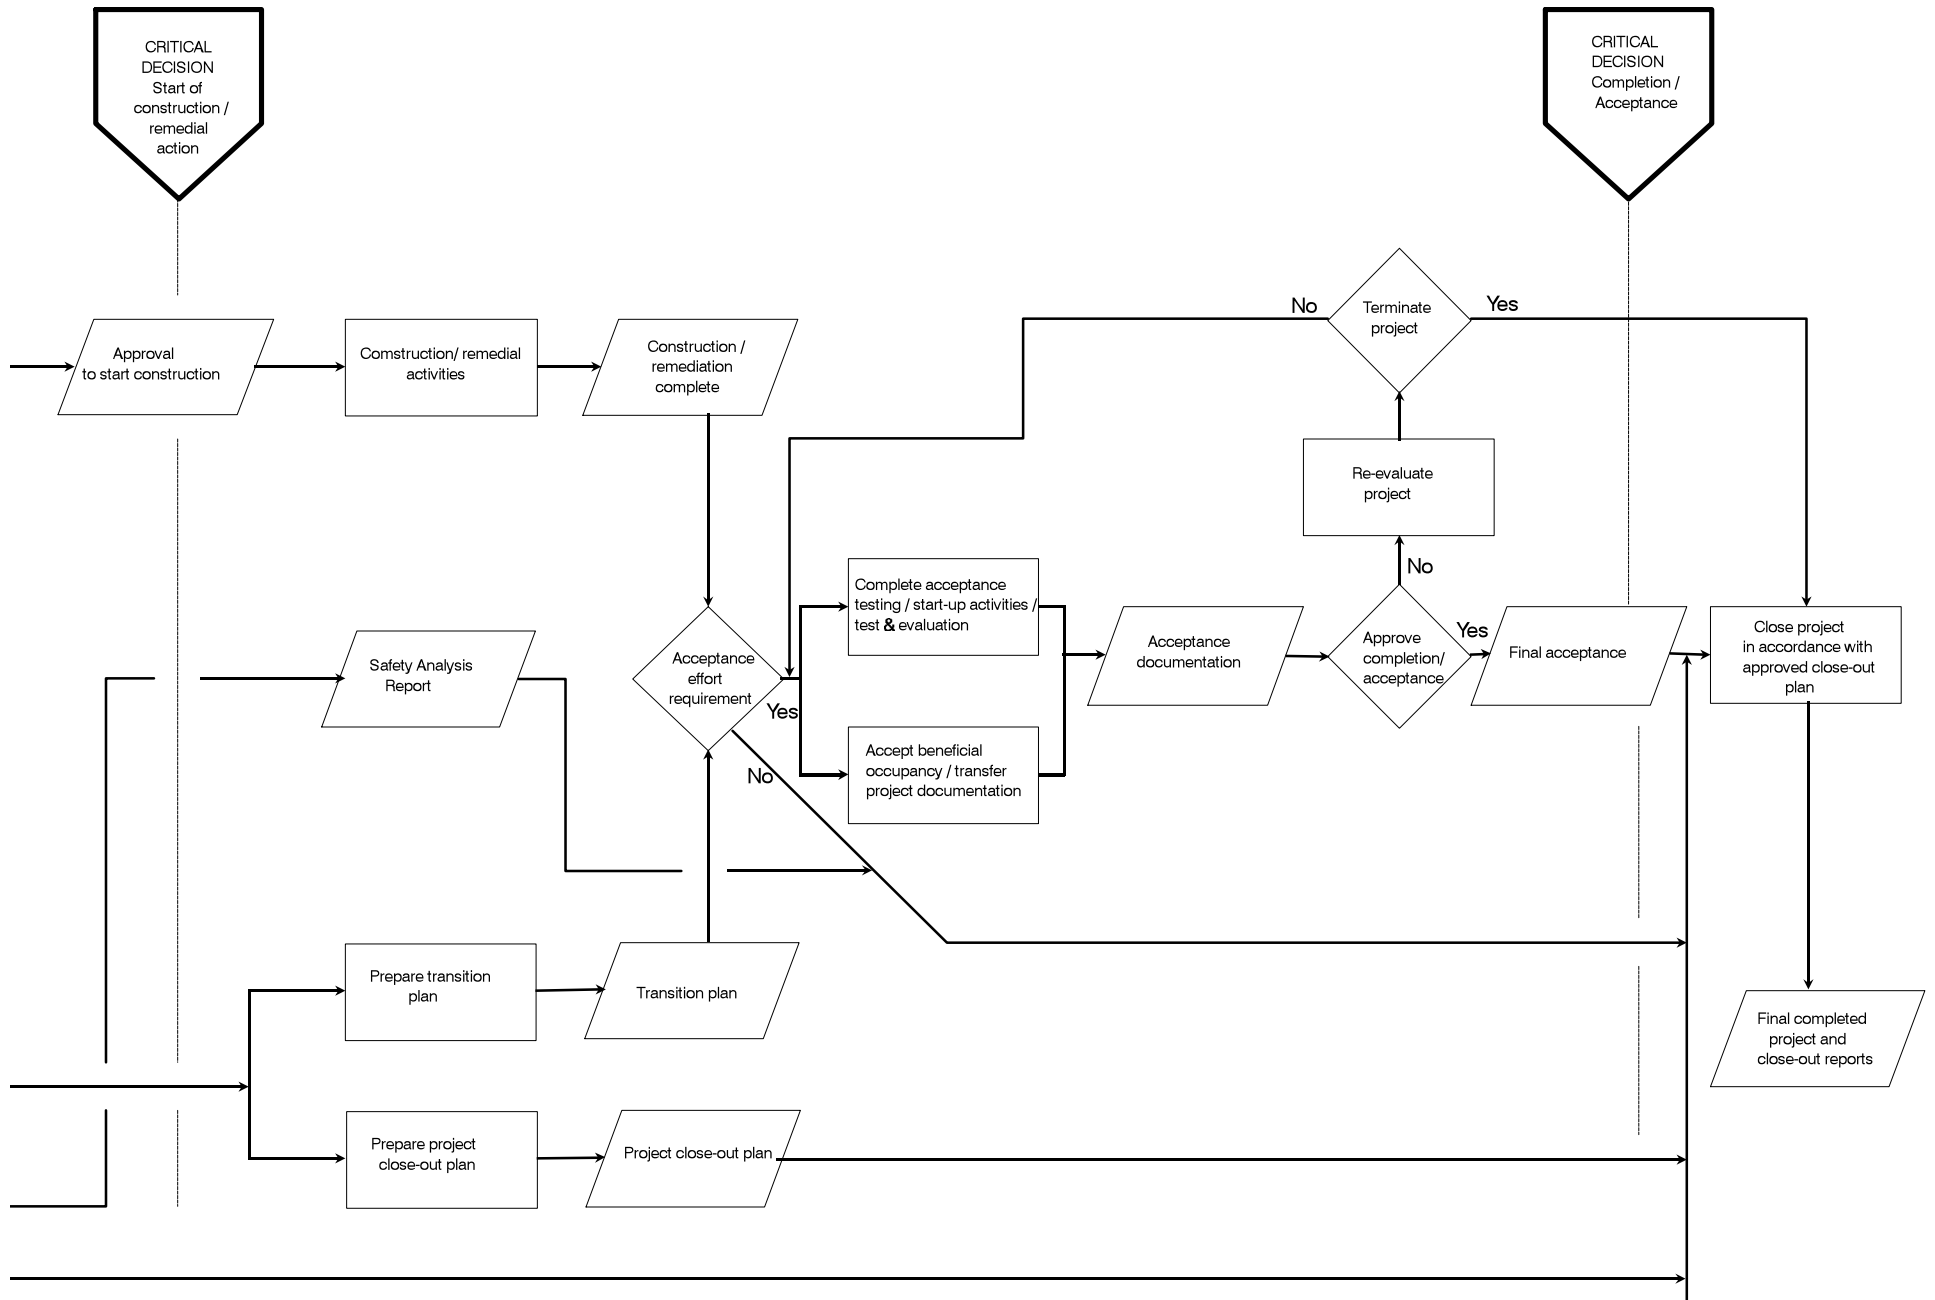 CRITICAL
DECISION
Start of
construction /
remedial
action
CRITICAL
DECISION
Completion /
Acceptance
No
Terminate
project
Yes
Approval
to start construction
Comstruction/ remedial
activities
Construction /
remediation
complete
Re-evaluate
project
No
Complete acceptance
testing / start-up activities /
test & evaluation
Safety Analysis
Report
Acceptance
effort
requirement
Yes
No
Acceptance
documentation
Approve
completion/
acceptance
Yes
Final acceptance
Close project
in accordance with
approved close-out
plan
Accept beneficial
occupancy / transfer
project documentation
Prepare transition
plan
Transition plan
Final completed
project and
close-out reports
Prepare project
close-out plan
Project close-out plan